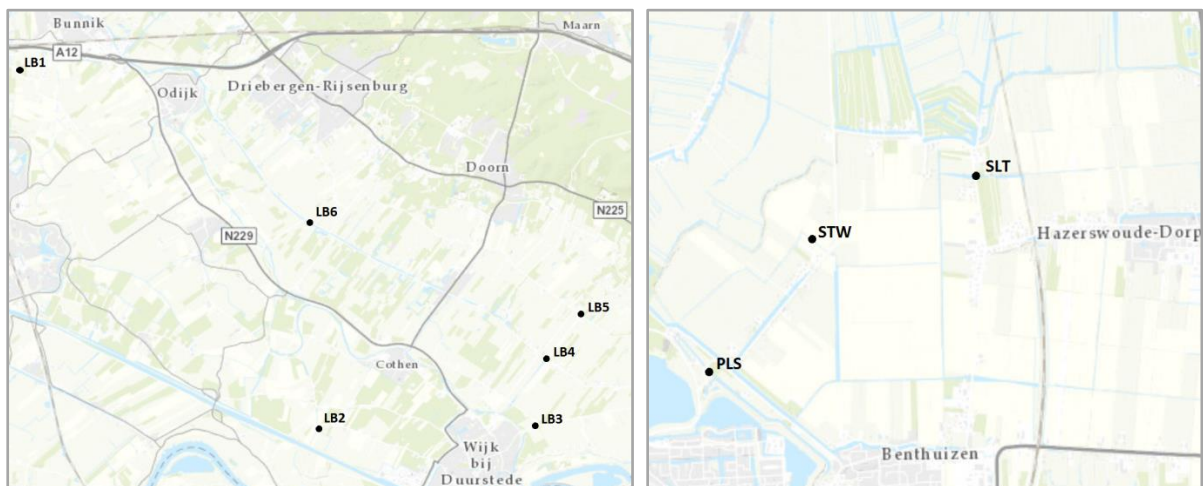 Bunnik
Maarn
A12
LB1
Driebergen-Rijsenburg
Odijk
Doorn
N225
LB6
N229
LB5
LB4
Cothen
LB2
LB3
Wijk
bij
Duurstede
SLT
STW
Hazerswoude-Dorp
PLS
Benthuizen